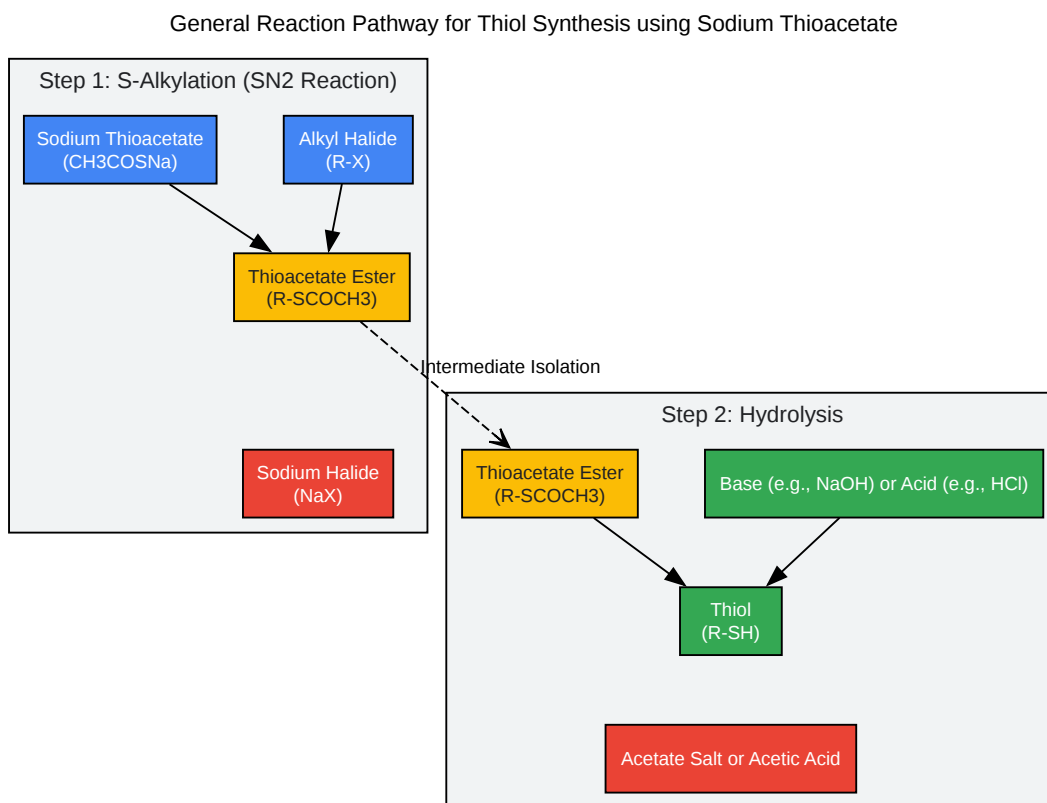 General Reaction Pathway for Thiol Synthesis using Sodium Thioacetate
Step 1: S-Alkylation (SN2 Reaction)
Sodium Thioacetate
(CH3COSNa)
Alkyl Halide
(R-X)
Thioacetate Ester
(R-SCOCH3)
Intermediate Isolation
Sodium Halide
(NaX)
Step 2: Hydrolysis
Thioacetate Ester
(R-SCOCH3)
Base (e.g., NaOH) or Acid (e.g., HCl)
Thiol
(R-SH)
Acetate Salt or Acetic Acid